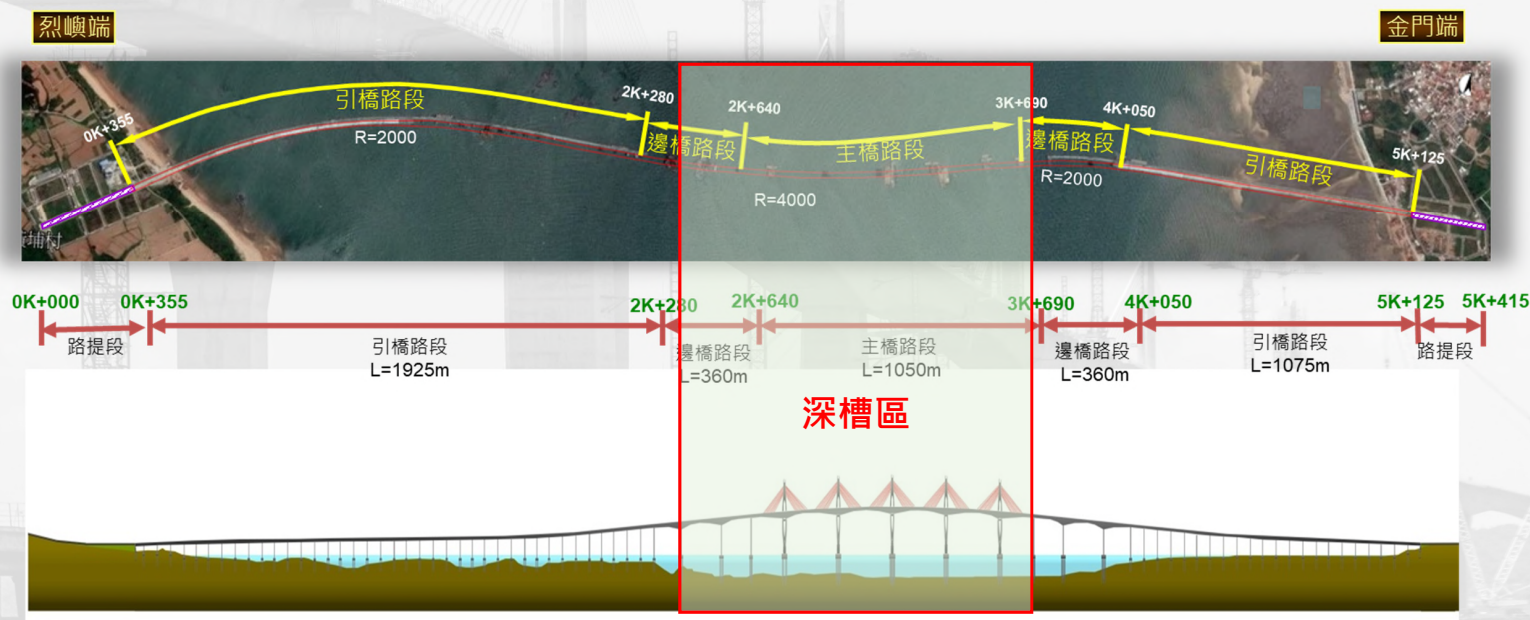 烈嶼端
金門端
引橋路段
0K+355
R=2000
2K+280
邊橋路段
2K+640
主橋路段
R=4000
3K+690
邊橋路段
R=2000
4K+050
引橋路段
5K+125
埔村
0K+000
0K+355
2K+280
2K+640
3K+690
4K+050
5K+125
5K+415
路提段
引橋路段
L=1925m
邊橋路段
L=360m
主橋路段
L=1050m
邊橋路段
L=360m
引橋路段
L=1075m
路提段
深槽區